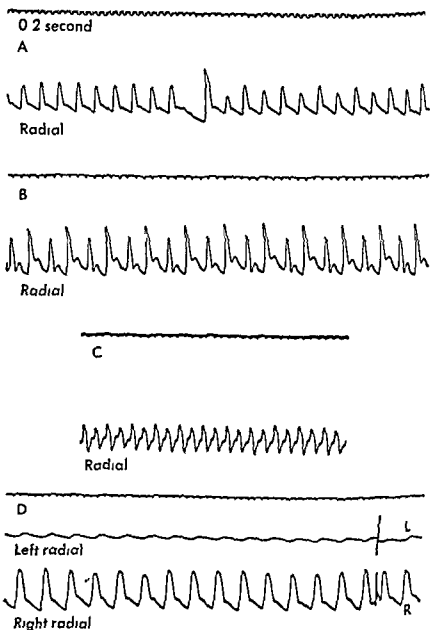 0 2 second
A
Radial
B
Radial
C
Radial
D
L
Left radial
R
Right radial